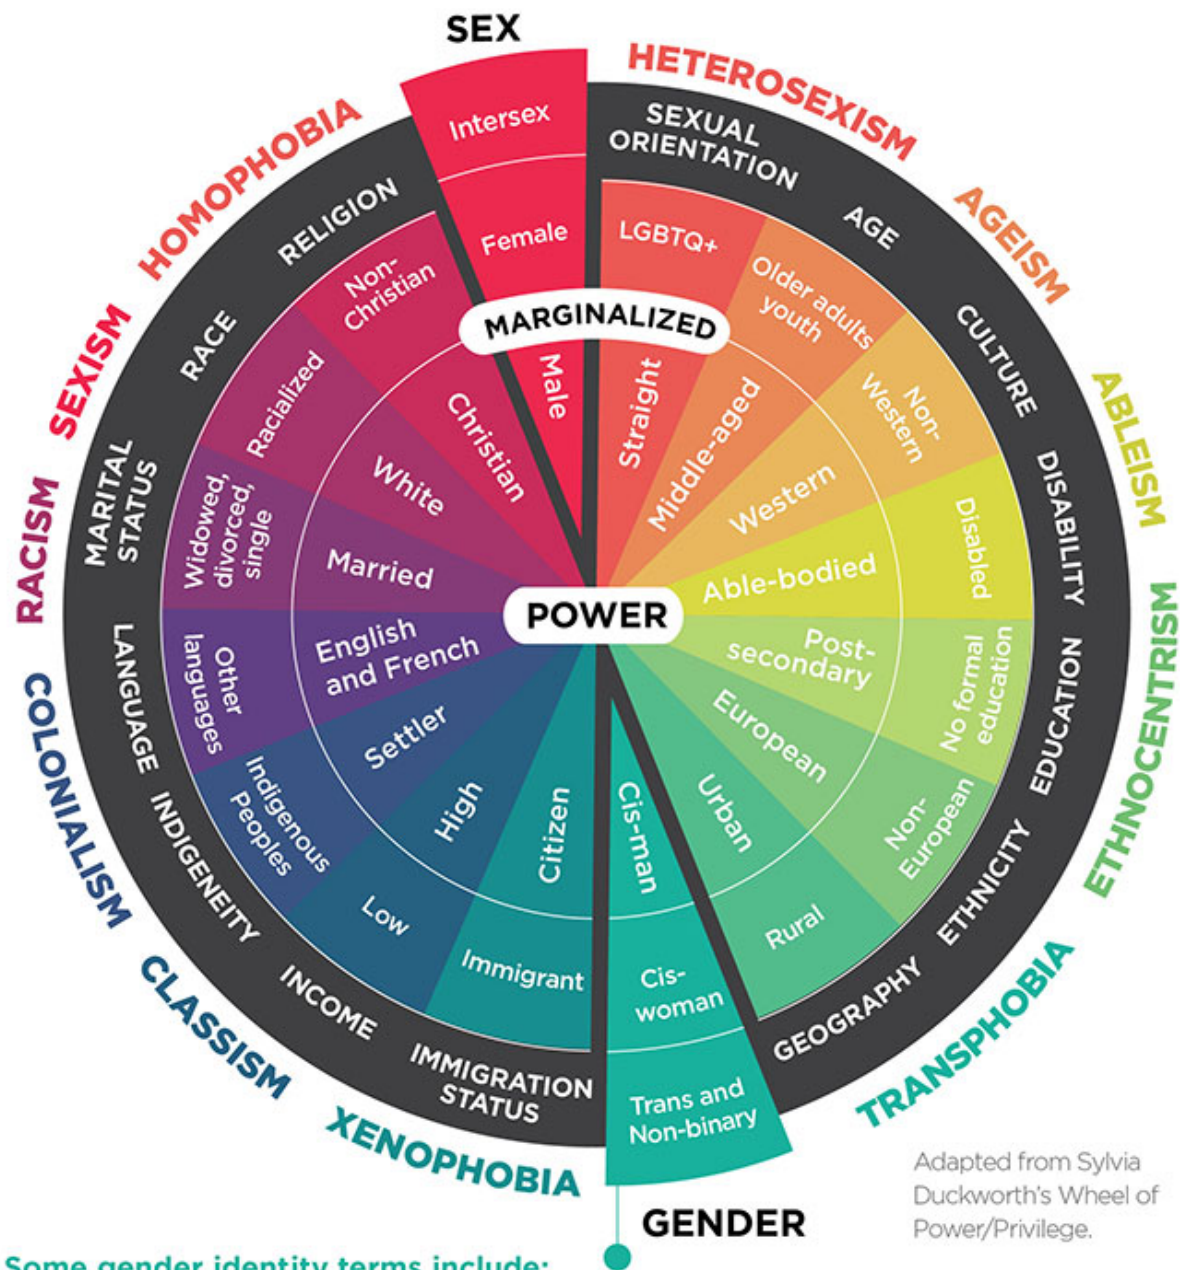 SEX
HETEROSEXISM
AGEISM
ABLEISM
ETHNOCENTRISM
TRANSPHOBIA
XENOPHOBIA
CLASSISM
COLONIALISM
RACISM
SEXISM
HOMOPHOBIA
SEXUAL
ORIENTATION
AGE
CULTURE
DISABILITY
EDUCATION
ETHNICITY
GEOGRAPHY
IMMIGRATION
STATUS
INCOME
INDIGENEITY
LANGUAGE
MARITAL
STATUS
RACE
RELIGION
Intersex
Female
Male
MARGINALIZED
LGBTQ+
Straight
Older adults
youth
Middle-aged
Non-
Western
Western
Disabled
Able-bodied
No formal
education
Post-
secondary
Non-
European
European
Rural
Urban
Cis-man
Cis-
woman
Trans and
Non-binary
Immigrant
Citizen
Low
High
Indigenous
Peoples
Settler
Other
languages
English
and French
Widowed,
divorced,
single
Married
Racialized
White
Non-
Christian
Christian
POWER
GENDER
Adapted from Sylvia
Duckworth's Wheel of
Power/Privilege.
Some gender identity terms include: